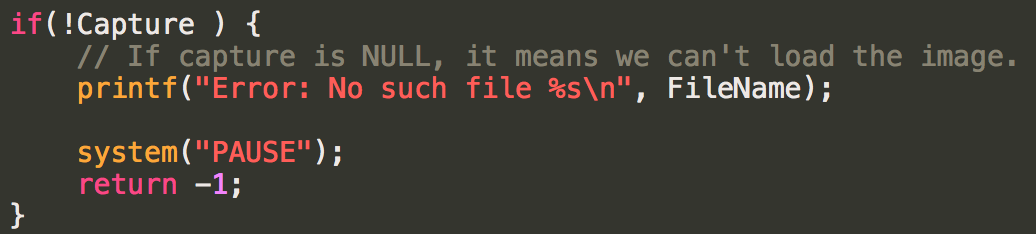 if(!Capture ) {
    // If capture is NULL, it means we can't load the image.
    printf("Error: No such file %s\n", FileName);

    system("PAUSE");
    return -1;
}